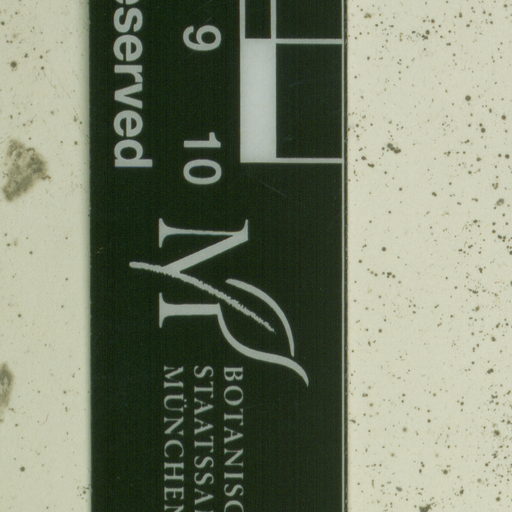 9 10
eserved
BOTANISC
STAATSSA
MÜNCHEN